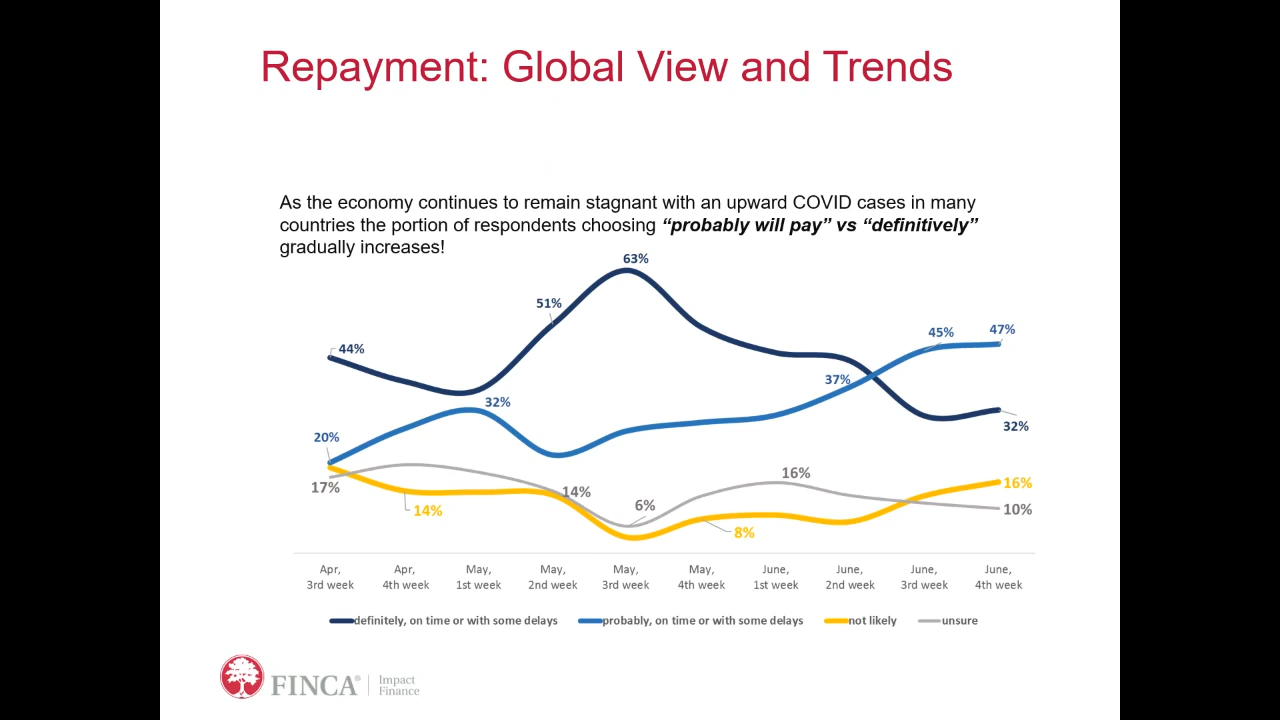 Repayment: Global View and Trends
As the economy continues to remain stagnant with an upward COVID cases in many
countries the portion of respondents choosing “probably will pay” vs “definitively”
gradually increases!
63%
51%
44%
45%
47%
37%
32%
32%
20%
17%
14%
14%
6%
8%
16%
16%
10%
Apr, 3rd week
Apr, 4th week
May, 1st week
May, 2nd week
May, 3rd week
May, 4th week
June, 1st week
June, 2nd week
June, 3rd week
June, 4th week
definitely, on time or with some delays
probably, on time or with some delays
not likely
unsure
FINCA®
Impact
Finance